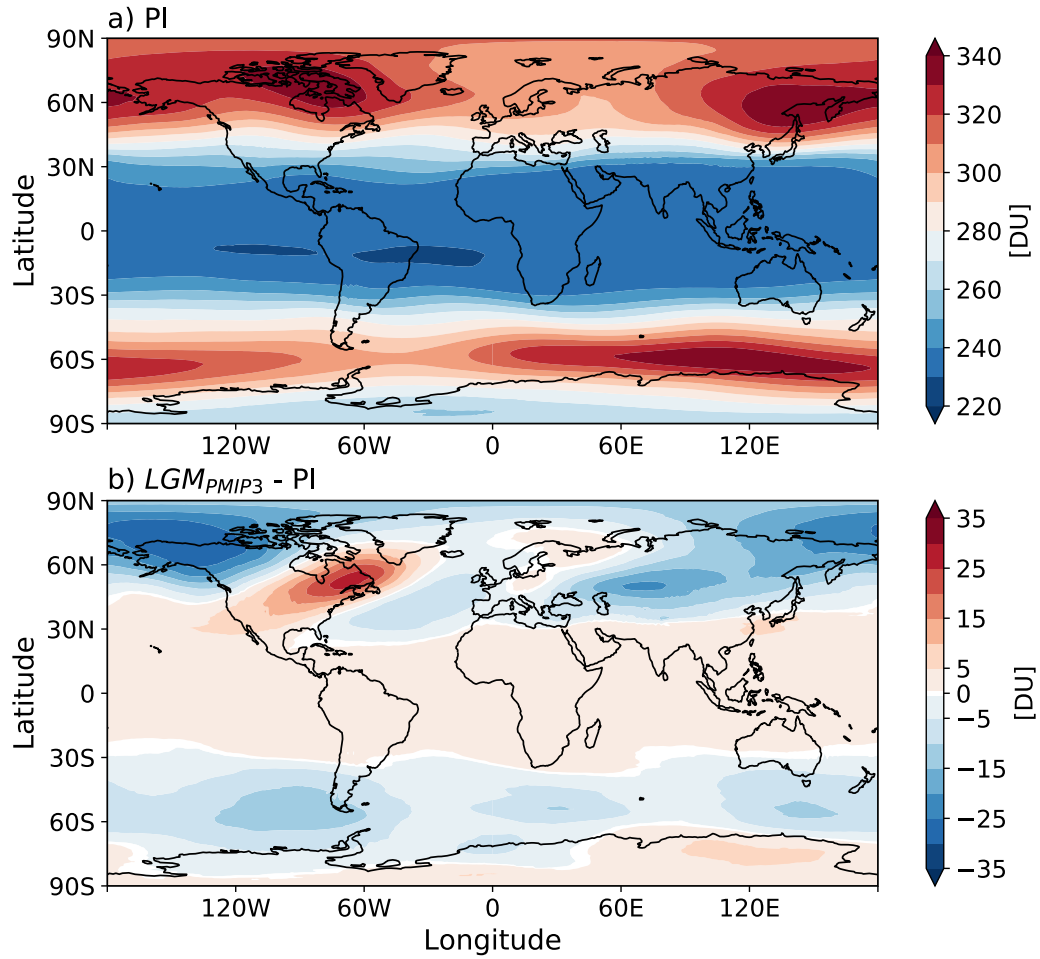 a) PI
90N
60N
30N
0
30S
60S
90S
Latitude
120W 60W 0 60E 120E
340
320
300
280
260
240
220
[DU]
b) LGM_PMIP3 - PI
90N
60N
30N
0
30S
60S
90S
Latitude
120W 60W 0 60E 120E
Longitude
35
25
15
5
0
−5
−15
−25
−35
[DU]